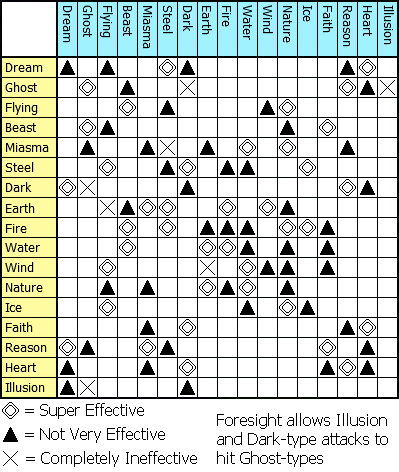 Dream Ghost Flying Beast Miasma Steel Dark Earth Fire Water Wind Nature Ice Faith Reason Heart Illusion
Dream
Ghost
Flying
Beast
Miasma
Steel
Dark
Earth
Fire
Water
Wind
Nature
Ice
Faith
Reason
Heart
Illusion
= Super Effective
= Not Very Effective
= Completely Ineffective
Foresight allows Illusion
and Dark-type attacks to
hit Ghost-types